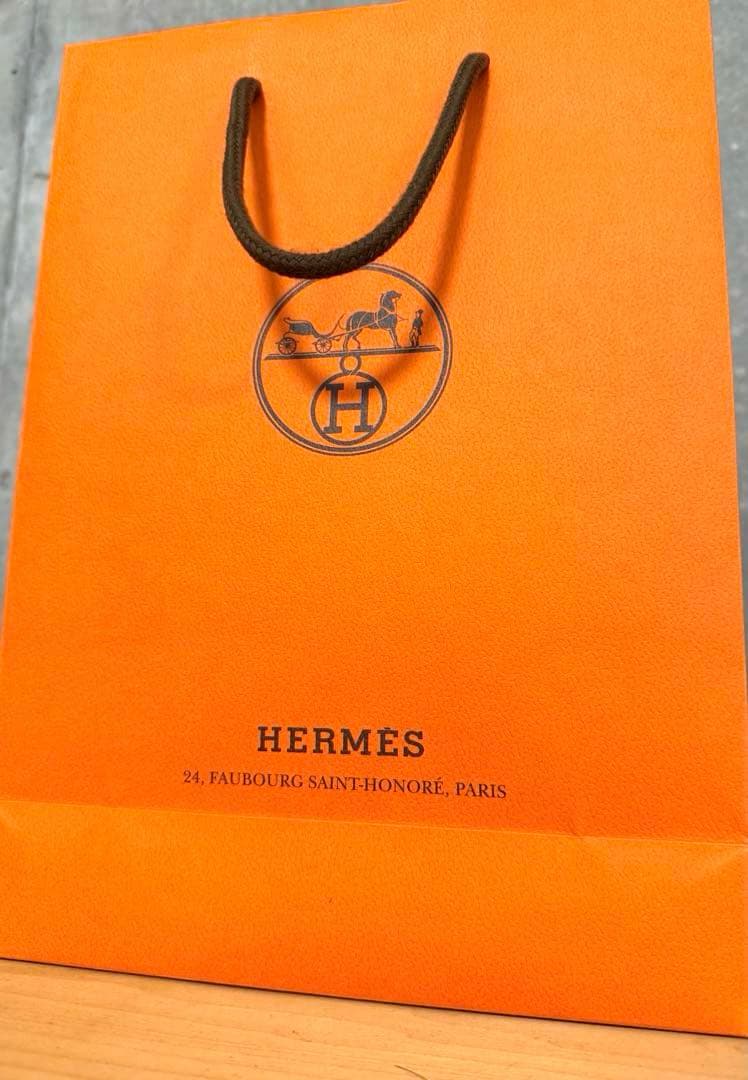 H
HERMÈS
24, FAUBOURG SAINT-HONORÉ, PARIS